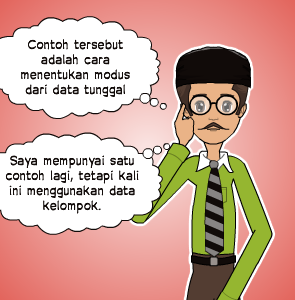 Contoh tersebut
adalah cara
menentukan modus
dari data tunggal
Saya mempunyai satu
contoh lagi, tetapi kali
ini menggunakan data
kelompok.